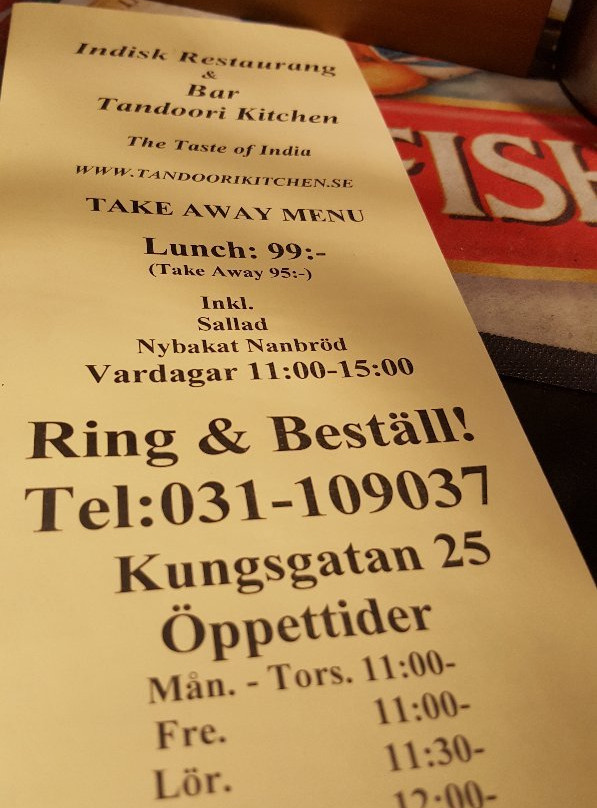 Indisk Restaurang
&
Bar
Tandoori Kitchen
The Taste of India
WWW.TANDOORIKITCHEN.SE
TAKE AWAY MENU
Lunch: 99:-
(Take Away 95:-)
Inkl.
Sallad
Nybakat Nanbröd
Vardagar 11:00-15:00
Ring & Beställ!
Tel:031-109037
Kungsgatan 25
Öppettider
Mån. - Tors. 11:00-
Fre. 11:00-
Lör. 11:30-
12:00-
FISH